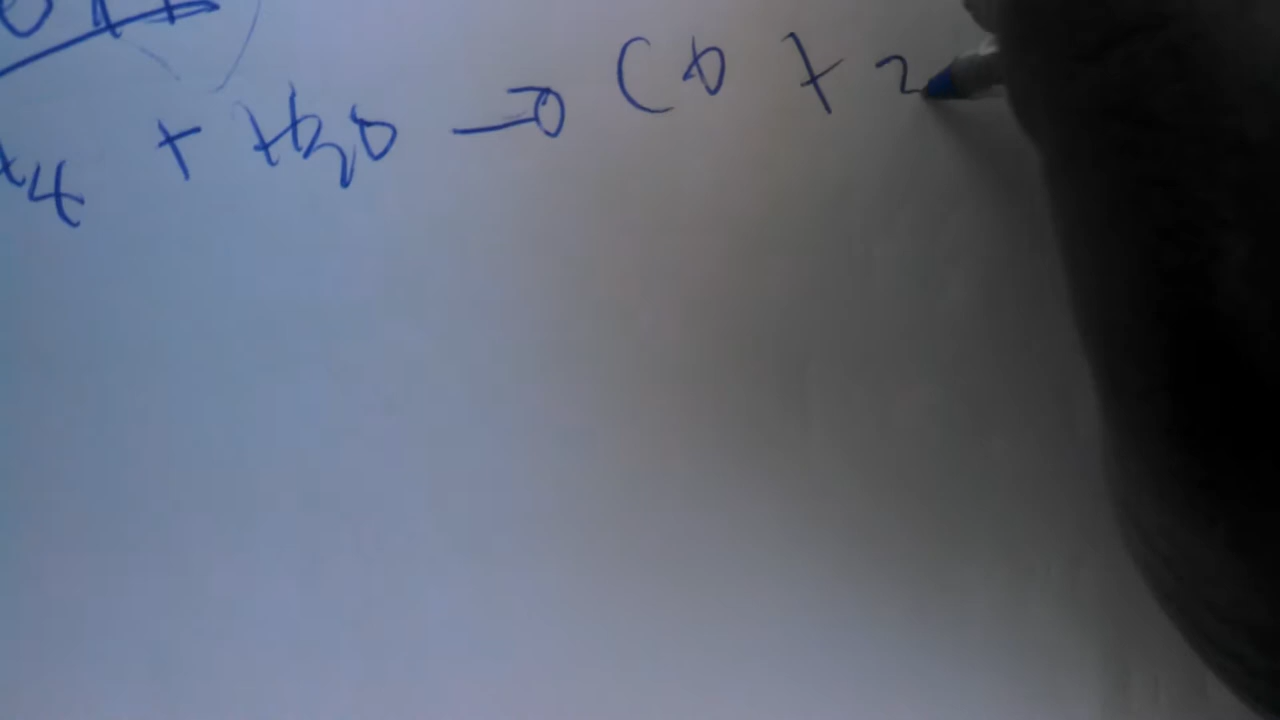 4 + H2O → CO + 2